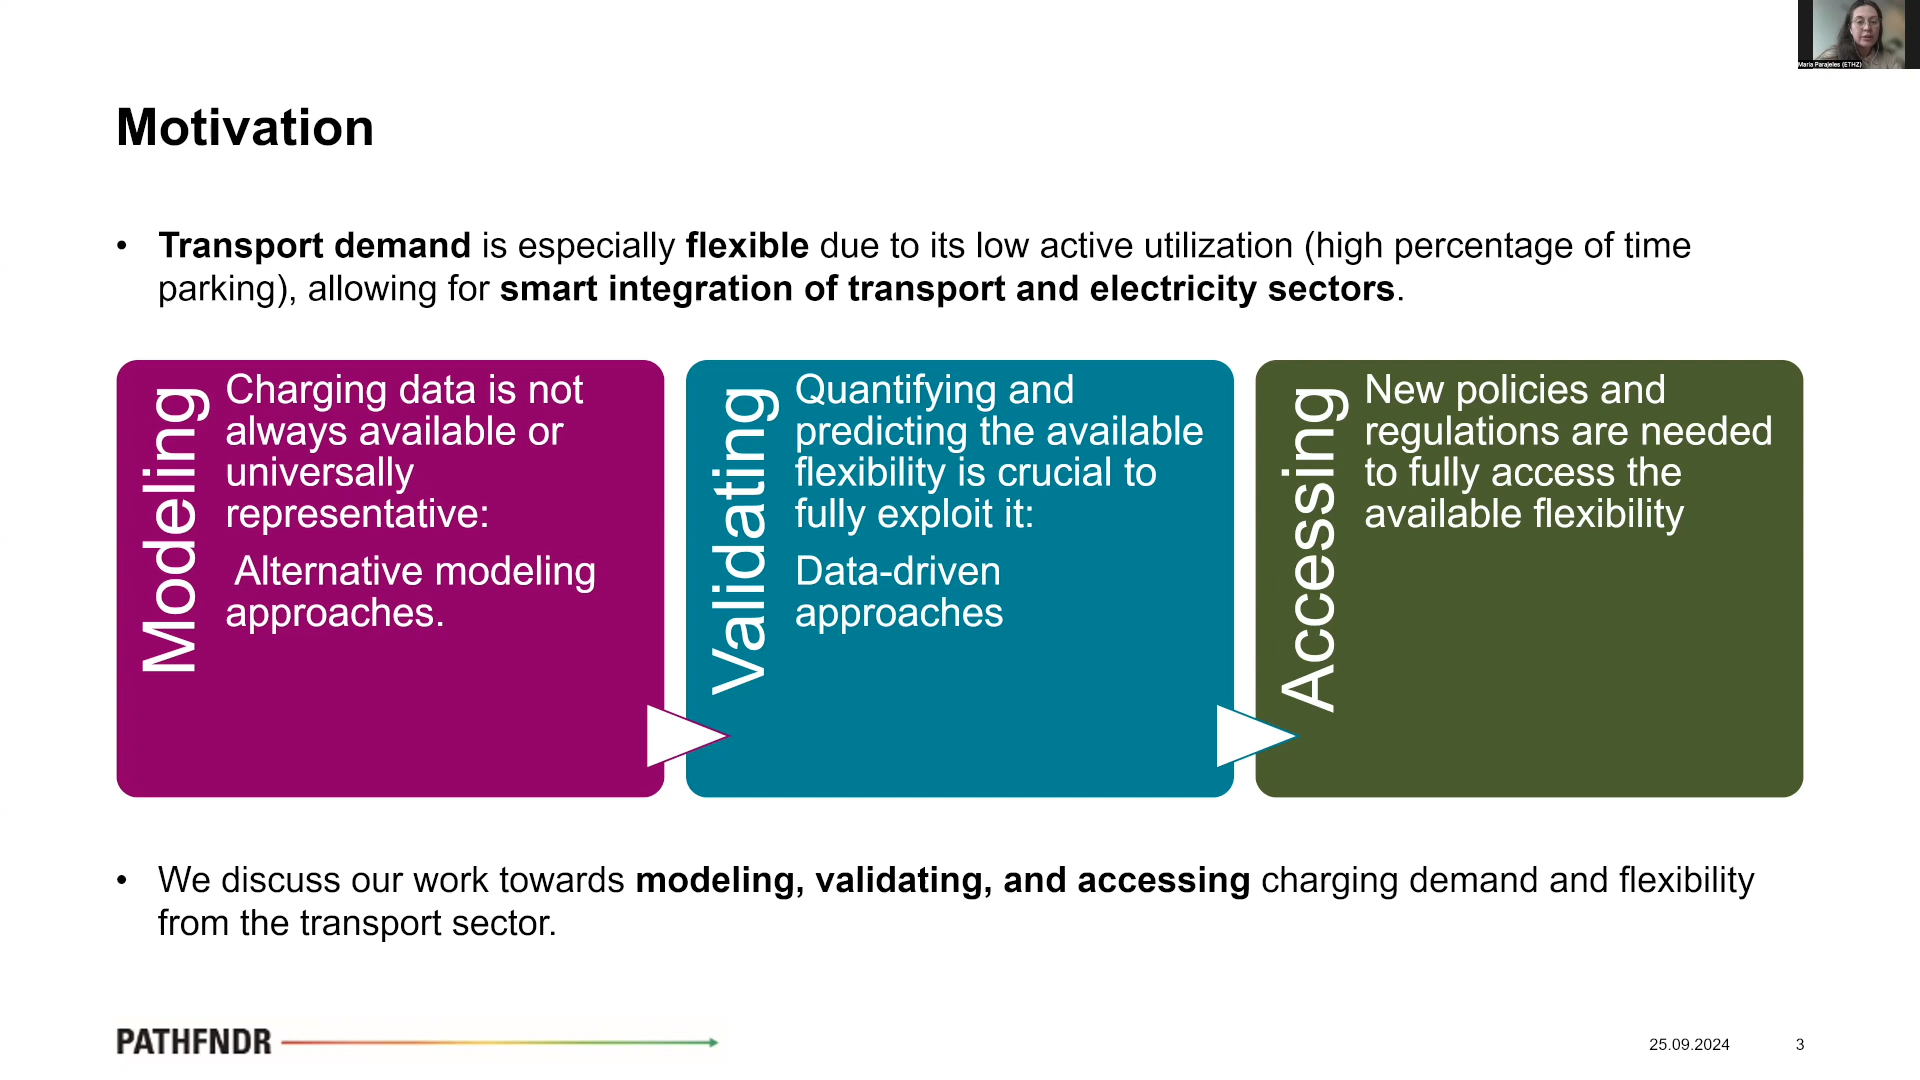 Maria Parajeles (ETHZ)
Motivation
• Transport demand is especially flexible due to its low active utilization (high percentage of time
parking), allowing for smart integration of transport and electricity sectors.
Modeling
Charging data is not
always available or
universally
representative:
Alternative modeling
approaches.
Validating
Quantifying and
predicting the available
flexibility is crucial to
fully exploit it:
Data-driven
approaches
Accessing
New policies and
regulations are needed
to fully access the
available flexibility
• We discuss our work towards modeling, validating, and accessing charging demand and flexibility
from the transport sector.
PATHFNDR
25.09.2024
3